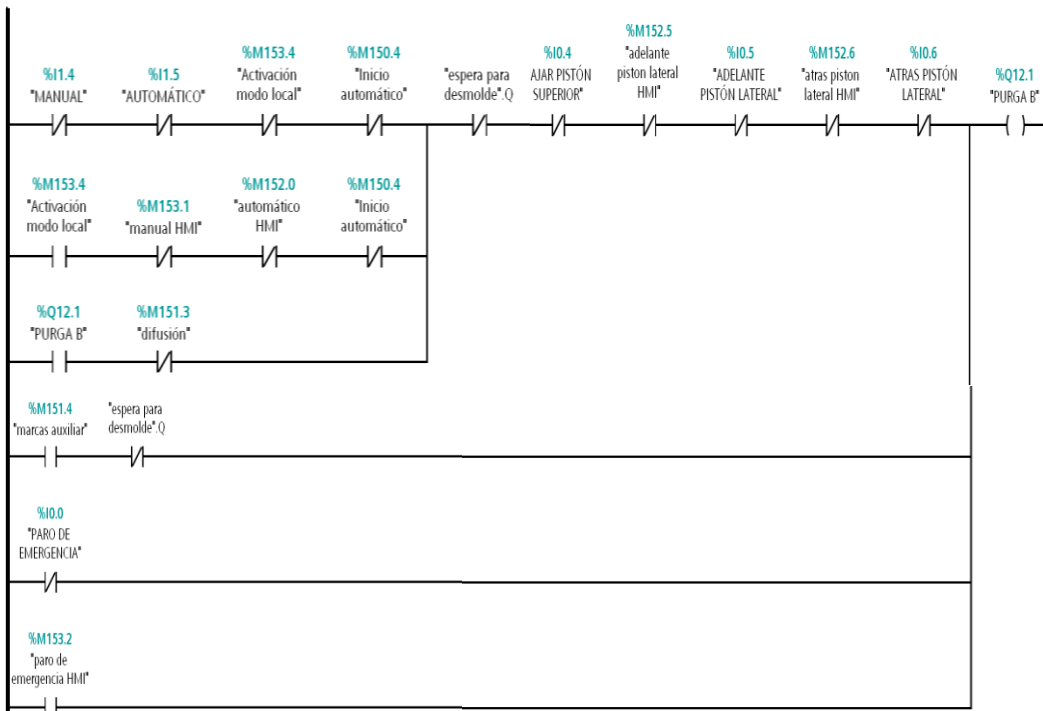 %M152.5
"adelante
piston lateral
HMI"
%M153.4
"Activación
modo local"
%M150.4
"Inicio
automático"
%I0.4
AJAR PISTÓN
SUPERIOR"
%I0.5
"ADELANTE
PISTÓN LATERAL"
%M152.6
"atras piston
lateral HMI"
%I0.6
"ATRAS PISTÓN
LATERAL"
%I1.4
"MANUAL"
%I1.5
"AUTOMÁTICO"
"espera para
desmolde".Q
%Q12.1
"PURGA B"
%M153.4
"Activación
modo local"
%M153.1
"manual HMI"
%M152.0
"automático
HMI"
%M150.4
"Inicio
automático"
%Q12.1
"PURGA B"
%M151.3
"difusión"
%M151.4
"marcas auxiliar"
"espera para
desmolde".Q
%I0.0
"PARO DE
EMERGENCIA"
%M153.2
"paro de
emergencia HMI"